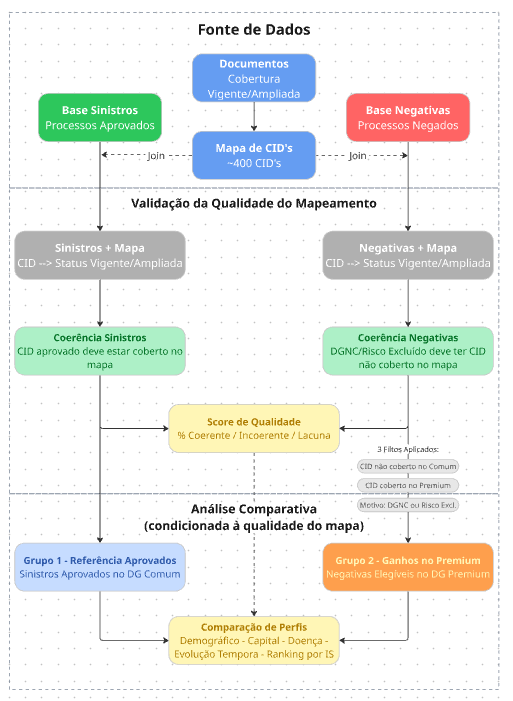 Fonte de Dados
Documentos
Cobertura
Vigente/Ampliada
Base Sinistros
Processos Aprovados
Base Negativas
Processos Negados
Mapa de CID's
~400 CID's
Join
Join
Validação da Qualidade do Mapeamento
Sinistros + Mapa
CID --> Status Vigente/Ampliada
Negativas + Mapa
CID --> Status Vigente/Ampliada
Coerência Sinistros
CID aprovado deve estar coberto no
mapa
Coerência Negativas
DGNC/Risco Excluído deve ter CID
não coberto no mapa
Score de Qualidade
% Coerente / Incoerente / Lacuna
3 Filtos Aplicados:
CID não coberto no Comum
CID coberto no Premium
Motivo: DGNC ou Risco Excl.
Análise Comparativa
(condicionada à qualidade do mapa)
Grupo 1 - Referência Aprovados
Sinistros Aprovados no DG Comum
Grupo 2 - Ganhos no Premium
Negativas Elegíveis no DG Premium
Comparação de Perfis
Demográfico - Capital - Doença -
Evolução Tempora - Ranking por IS